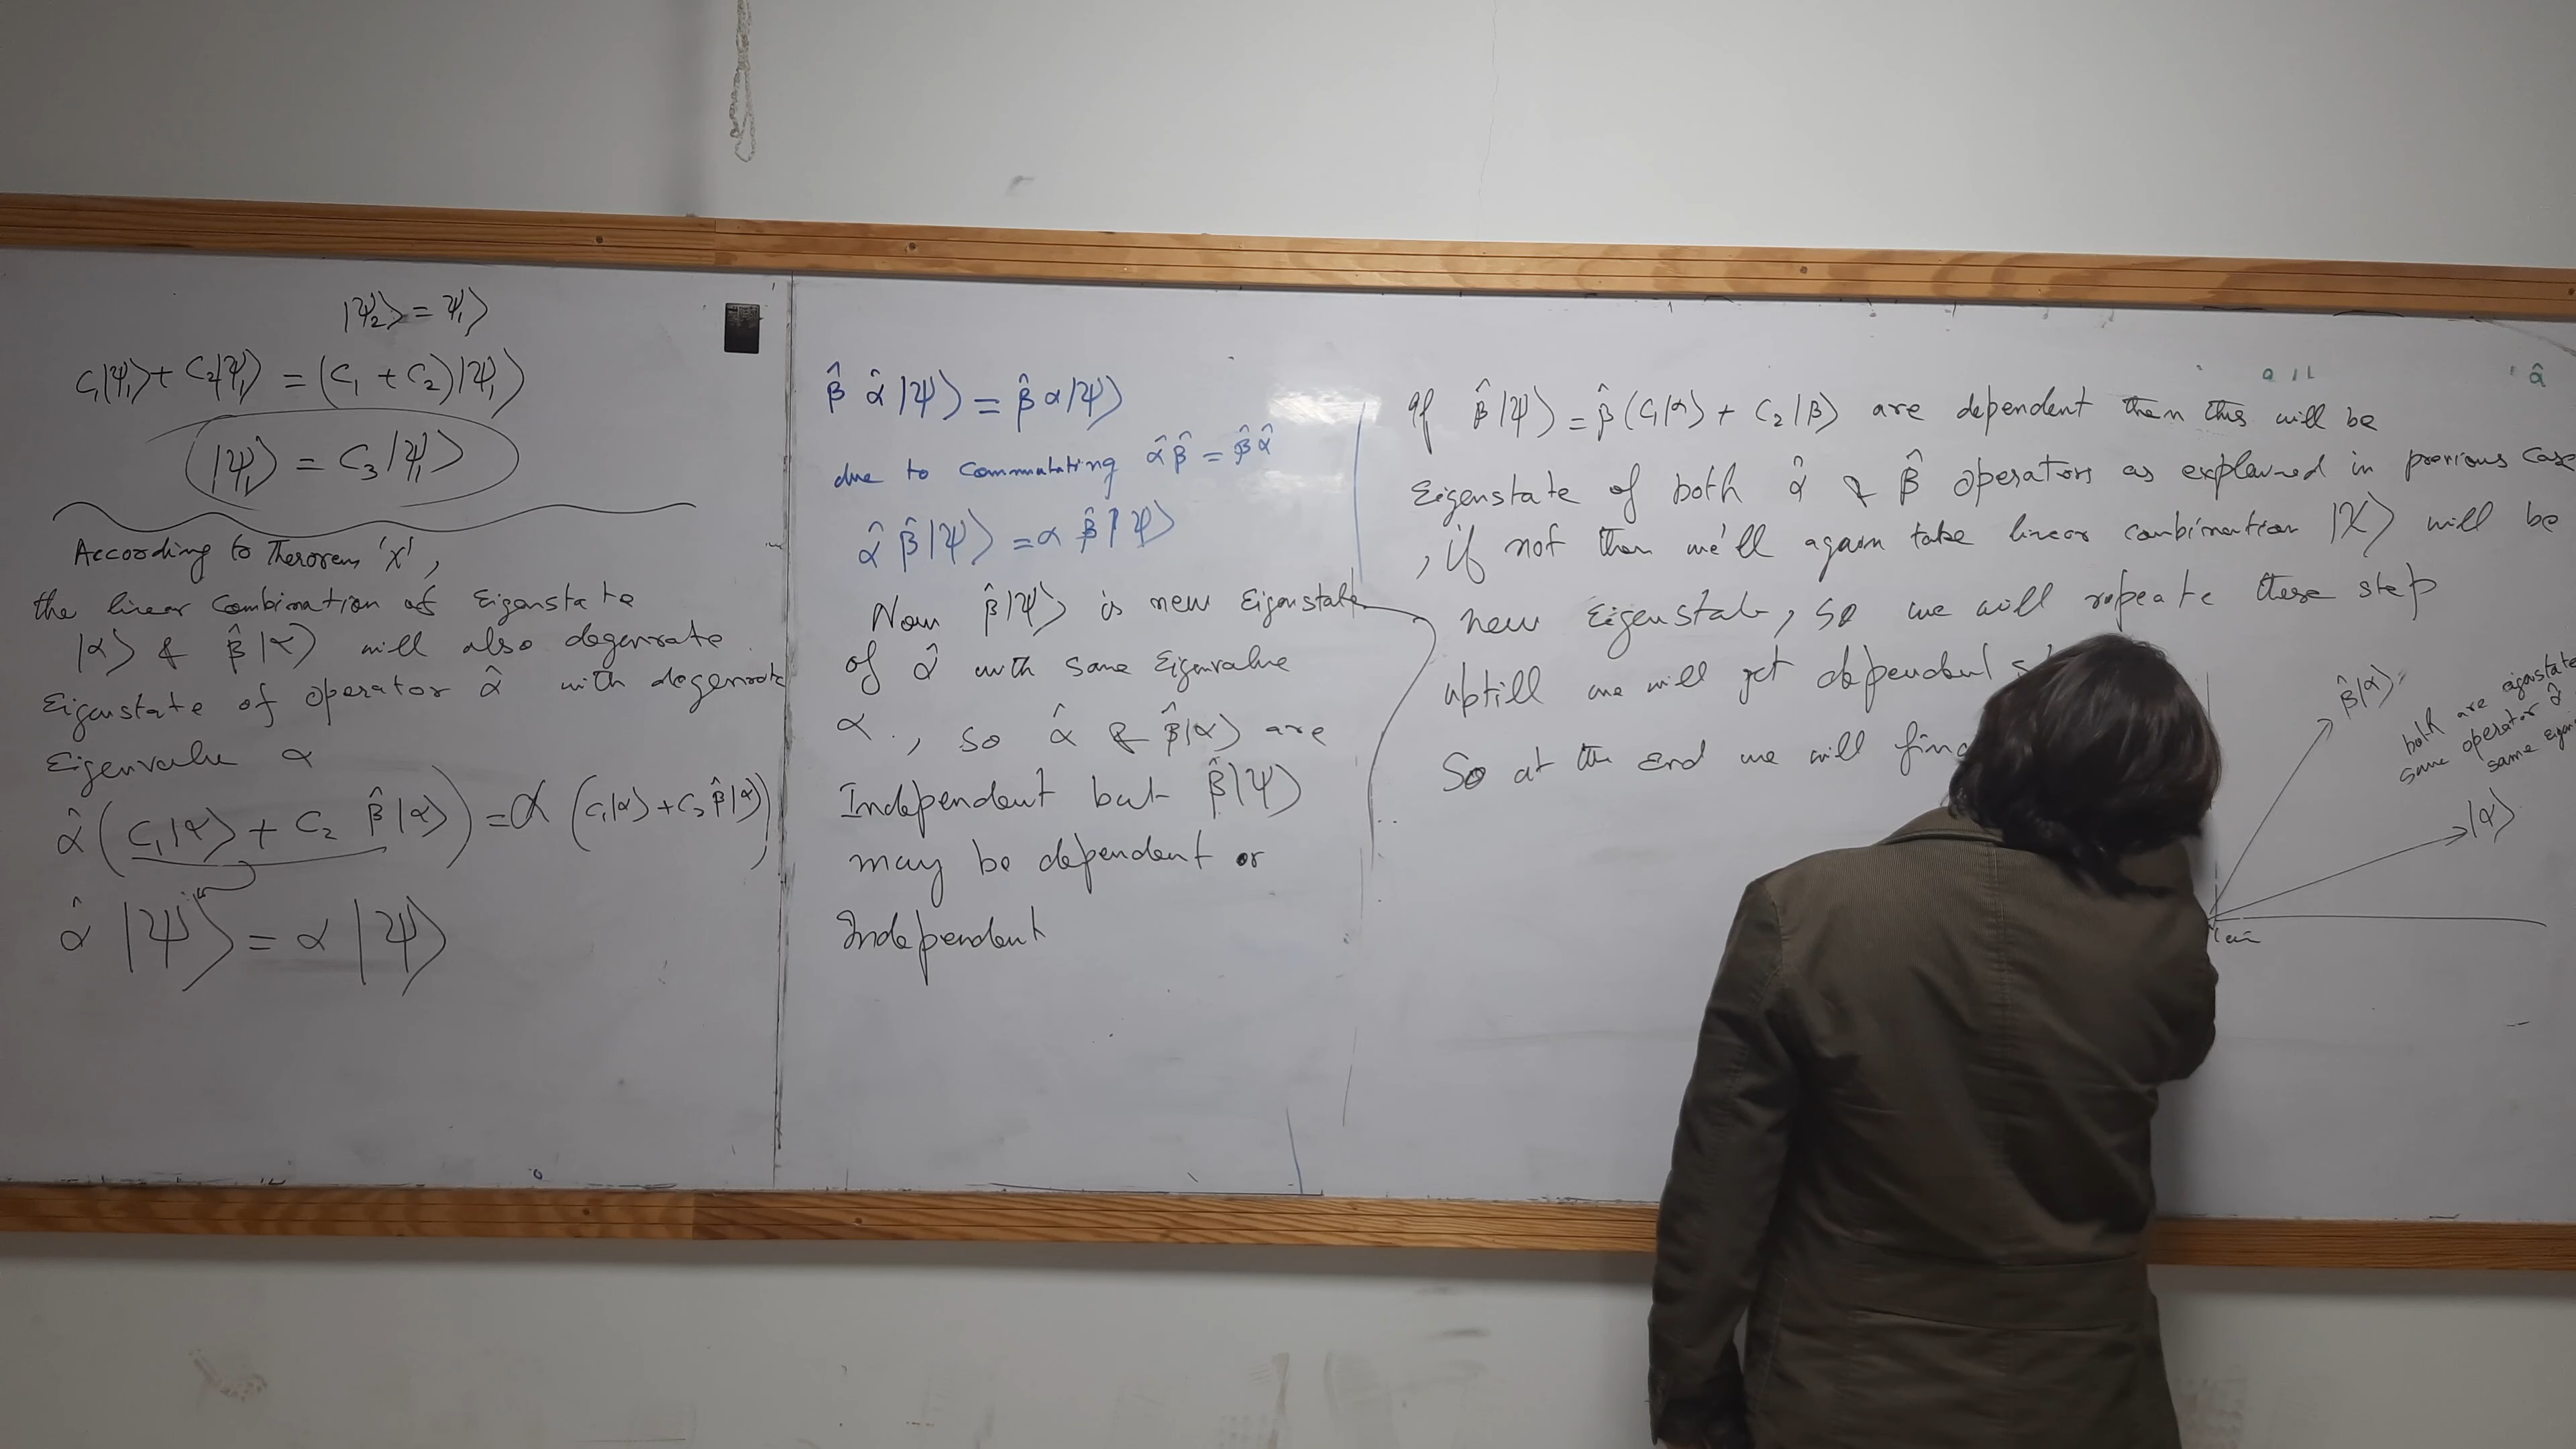 |ψ₂⟩ = ψ₁⟩
C₁|ψ₁⟩ + C₂|ψ₁⟩ = (C₁ + C₂)|ψ₁⟩
|ψ₁⟩ = C₃|ψ₁⟩
According to Therorem 'X',
the linear combination of Eigenstate
|α⟩ & β̂|α⟩ will also degenrate
Eigenstate of operator α̂ with degenrate
Eigenvalue α
α̂(C₁|α⟩ + C₂ β̂|α⟩) = α (C₁|α⟩ + C₂ β̂|α⟩)
α̂ |ψ⟩ = α |ψ⟩
β̂ α̂ |ψ⟩ = β̂ α|ψ⟩
due to commutating α̂ β̂ = β̂ α̂
α̂ β̂ |ψ⟩ = α β̂ |ψ⟩
Now β̂|ψ⟩ is new Eigenstate
of α̂ with same Eigenvalue
α., so α̂ & β̂|α⟩ are
Independent but β̂|ψ⟩
may be dependent or
Independent
If β̂|ψ⟩ = β̂(C₁|α⟩ + C₂|β⟩ are dependent then this will be
Eigenstate of both α̂ & β̂ operators as explained in previous case
, if not then we'll again take linear combination |X⟩ will be
new Eigenstate, so we will repeate these step
uptill we will get dependent
So at the End we will find
α̂
β̂|α⟩
both are eigenstate
same operator α̂
same
|α⟩